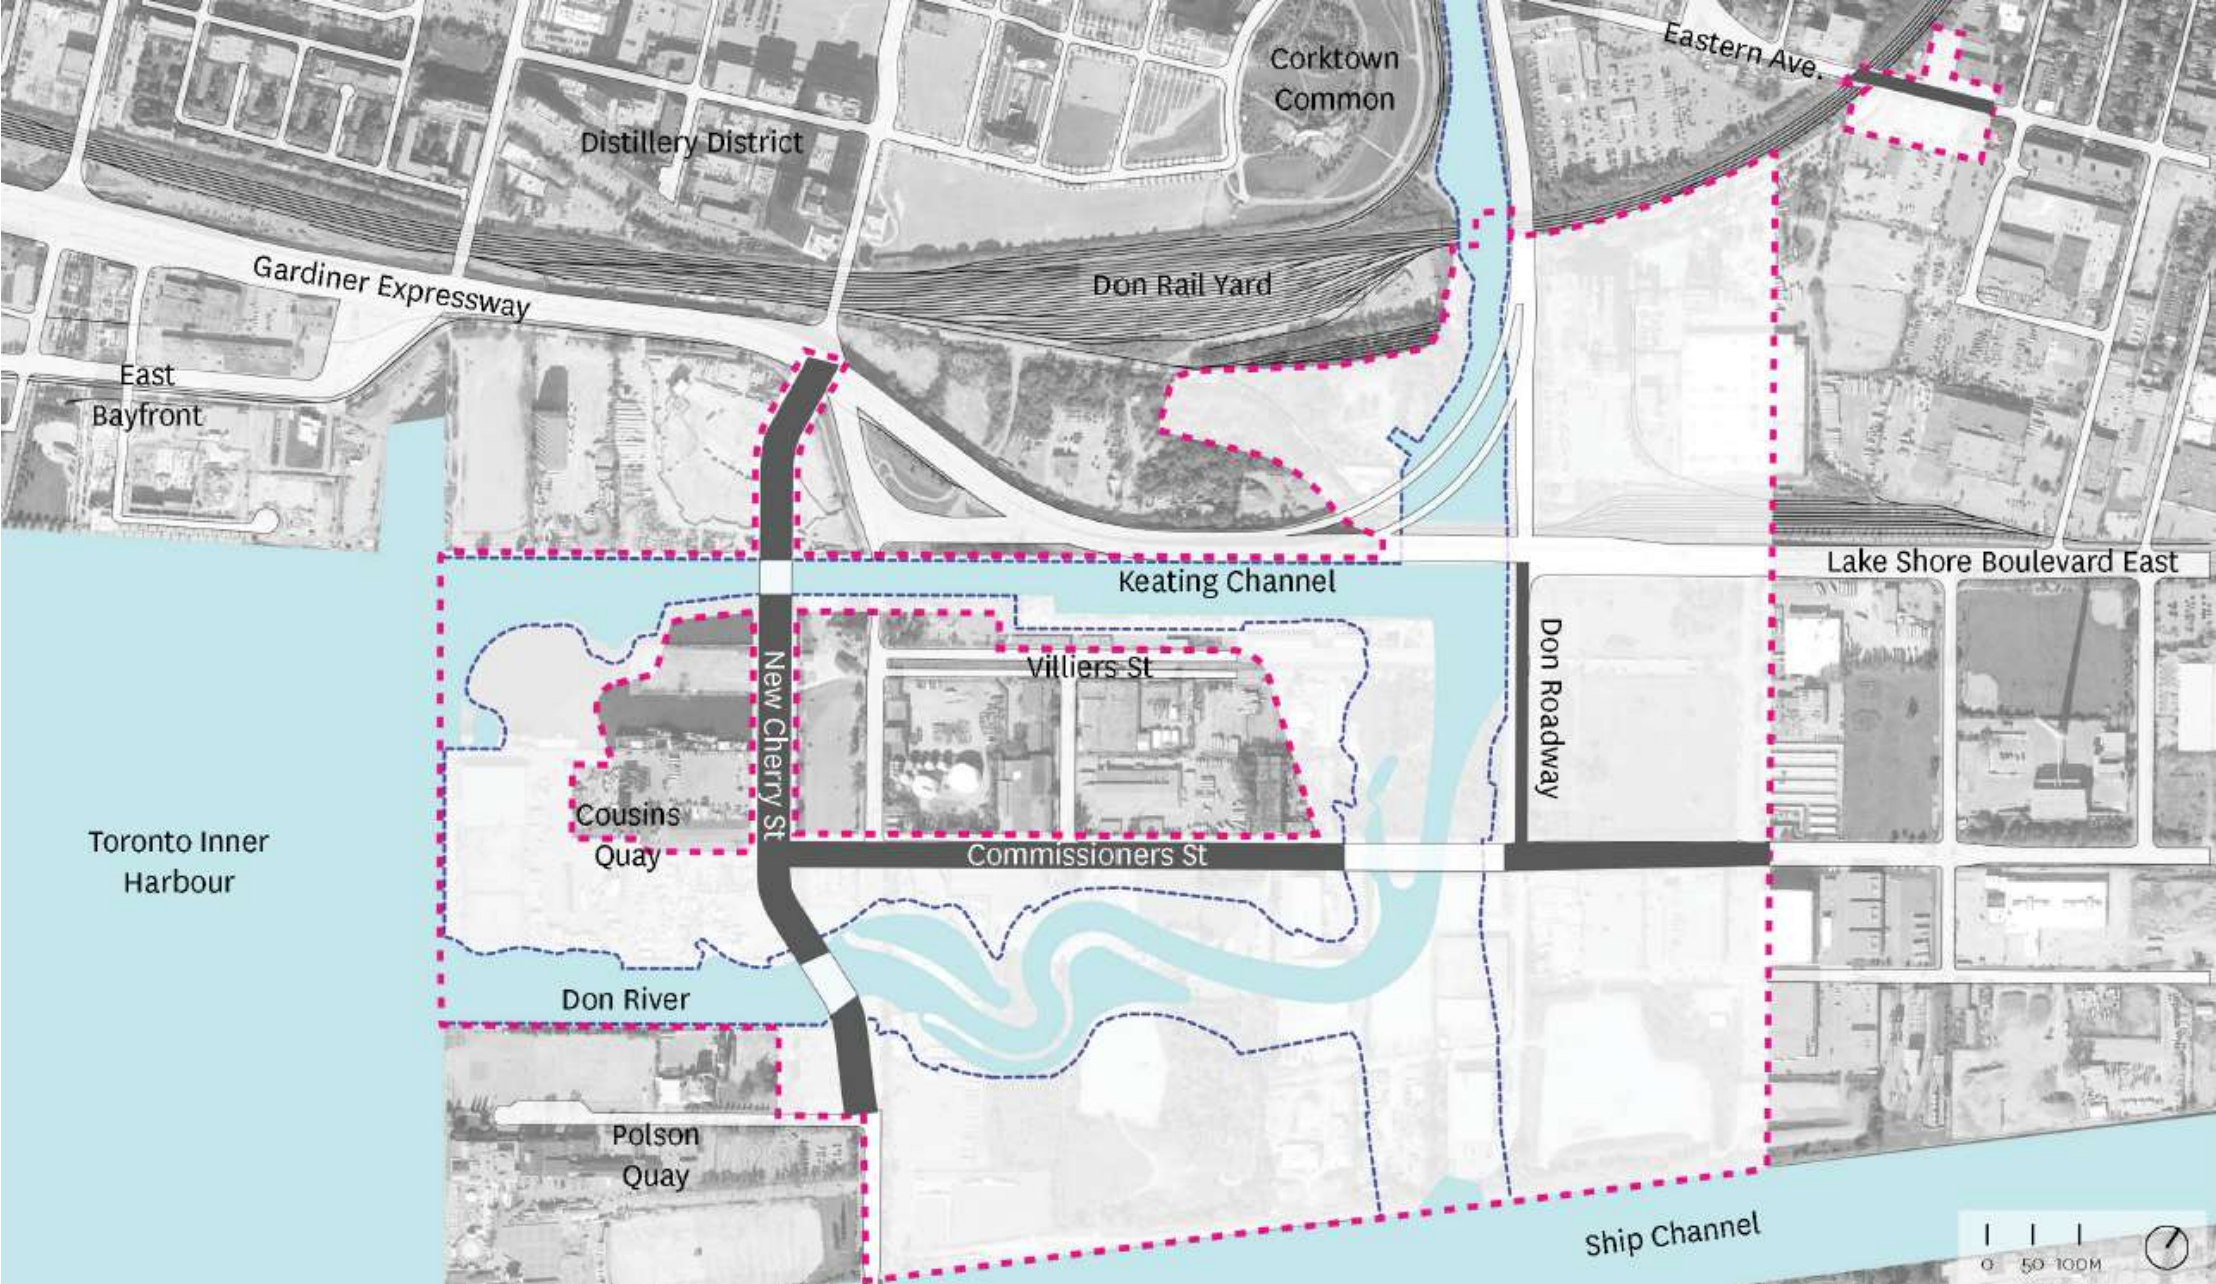 Eastern Ave.
Corktown
Common
Distillery District
Gardiner Expressway
Don Rail Yard
East
Bayfront
Lake Shore Boulevard East
Keating Channel
Villiers St
New Cherry St
Don Roadway
Cousins
Quay
Commissioners St
Toronto Inner
Harbour
Don River
Polson
Quay
Ship Channel
0 50 100M